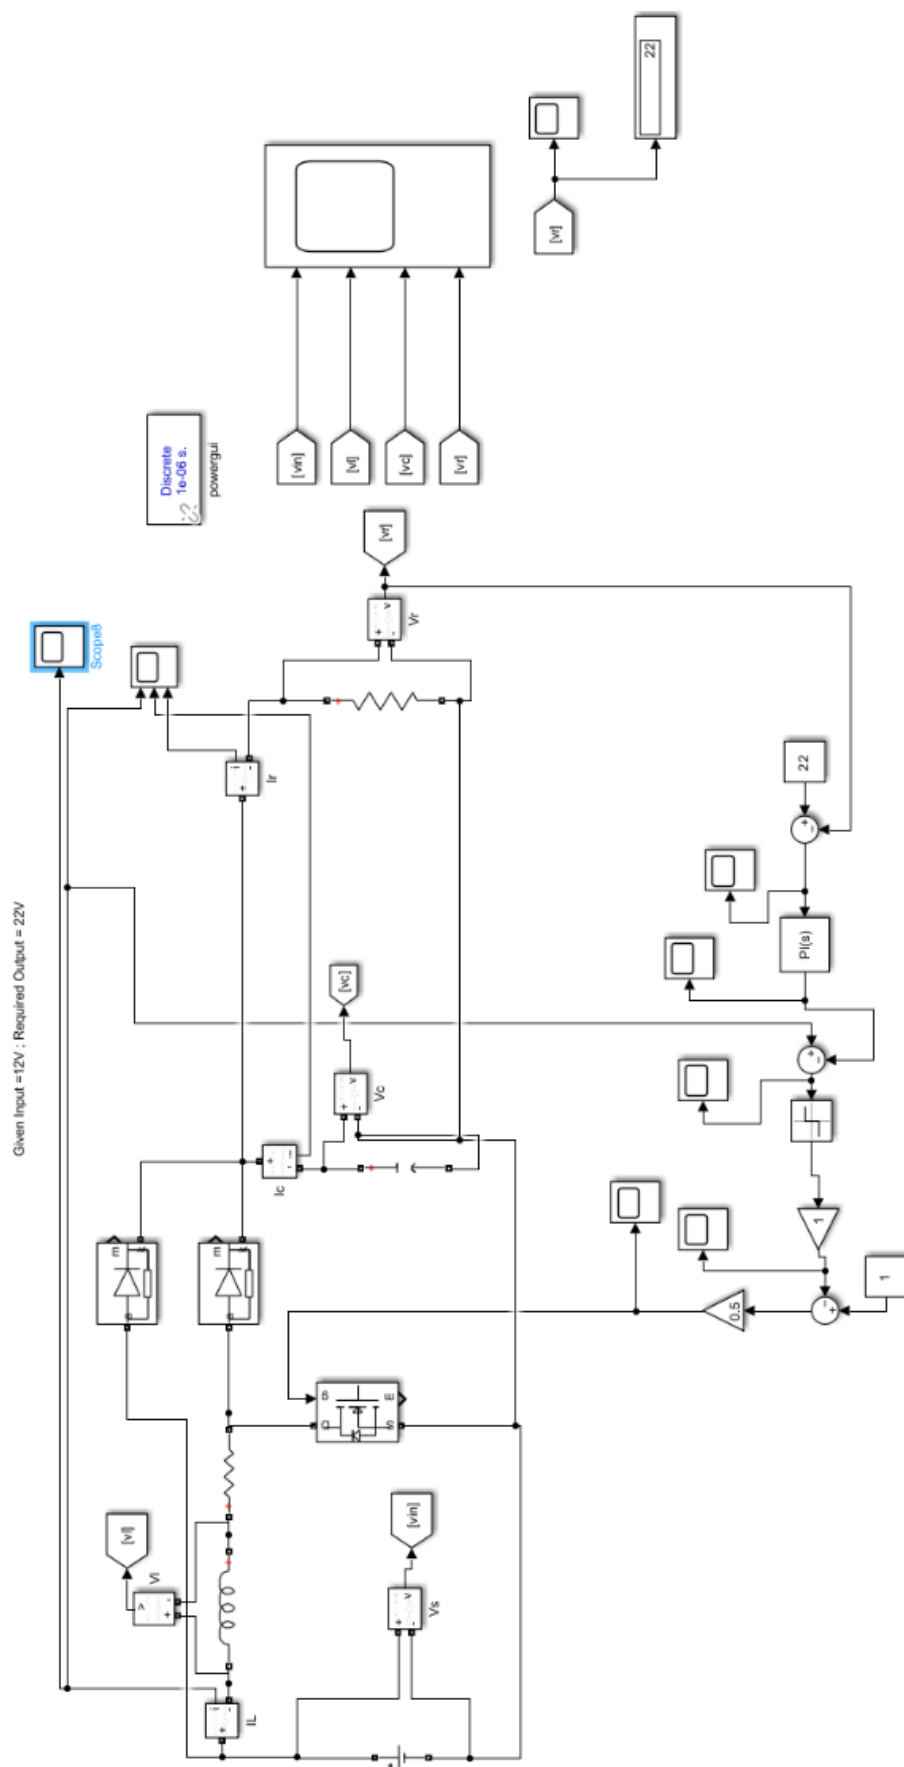 Given Input =12V ; Required Output = 22V
Discrete
1e-06 s.
powergui
Scope8
22
[vr]
[vin]
[vl]
[vc]
[vr]
[vr]
Vr
Ir
22
PI(s)
[vc]
Vc
Ic
1
1
0.5
m
a
k
m
a
k
g
m
D
S
[vl]
Vl
[vin]
Vs
IL